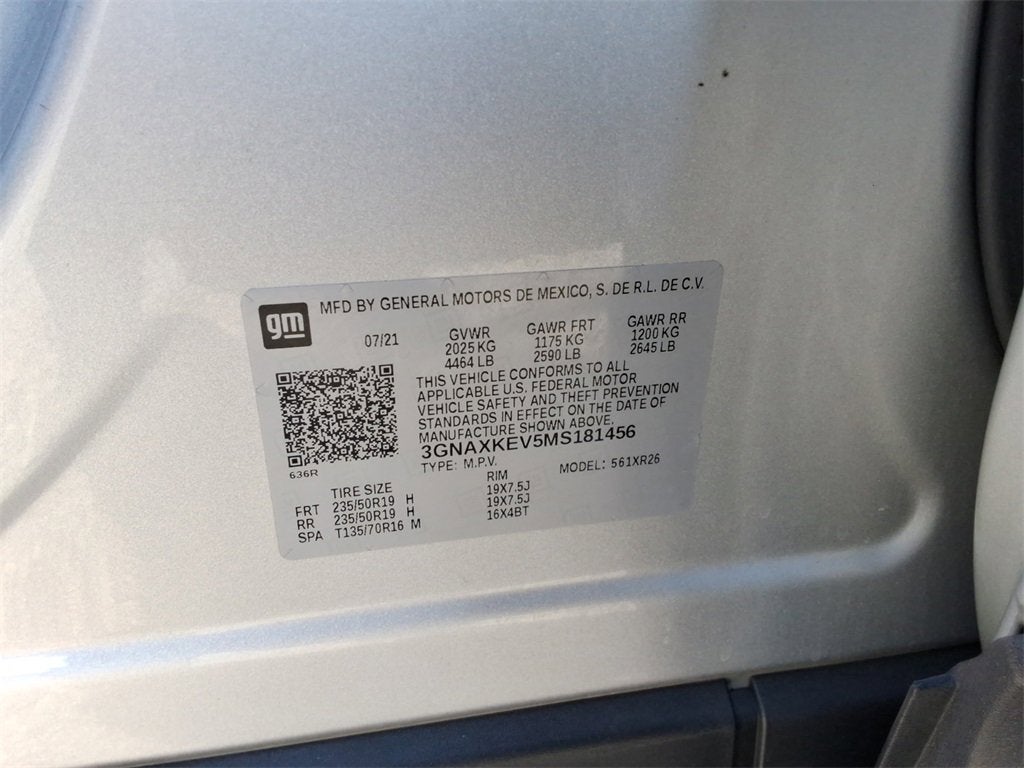 gm
MFD BY GENERAL MOTORS DE MEXICO, S. DE R.L. DE C.V.
07/21 GVWR GAWR FRT GAWR RR
2025 KG 1175 KG 1200 KG
4464 LB 2590 LB 2645 LB
THIS VEHICLE CONFORMS TO ALL
APPLICABLE U.S. FEDERAL MOTOR
VEHICLE SAFETY AND THEFT PREVENTION
STANDARDS IN EFFECT ON THE DATE OF
MANUFACTURE SHOWN ABOVE.
3GNAXKEV5MS181456
636R
TYPE: M.P.V. MODEL: 561XR26
TIRE SIZE RIM
FRT 235/50R19 H 19X7.5J
RR 235/50R19 H 19X7.5J
SPA T135/70R16 M 16X4BT